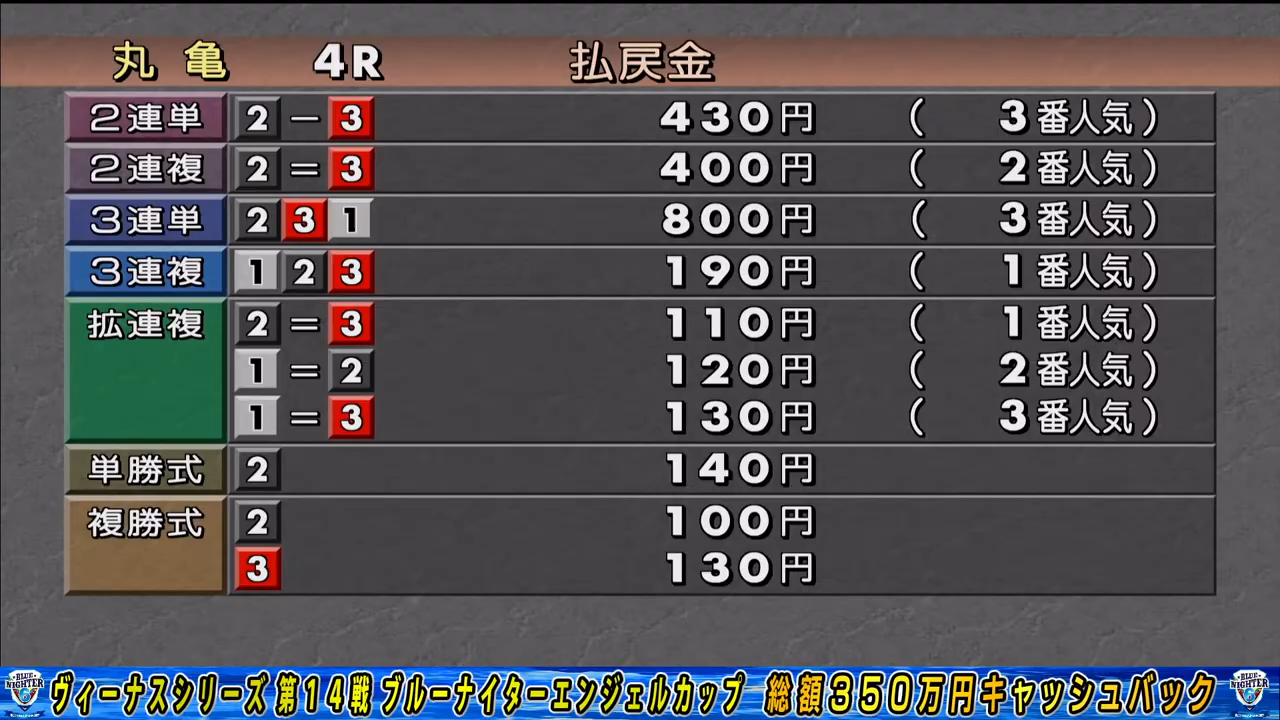 丸亀 4R 払戻金
2連単 2 － 3 430円 ( 3番人気 )
2連複 2 ＝ 3 400円 ( 2番人気 )
3連単 2 3 1 800円 ( 3番人気 )
3連複 1 2 3 190円 ( 1番人気 )
拡連複 2 ＝ 3 110円 ( 1番人気 )
1 ＝ 2 120円 ( 2番人気 )
1 ＝ 3 130円 ( 3番人気 )
単勝式 2 140円
複勝式 2 100円
3 130円
BLUE NIGHTER ヴィーナスシリーズ 第14戦 ブルーナイターエンジェルカップ 総額350万円キャッシュバック BLUE NIGHTER